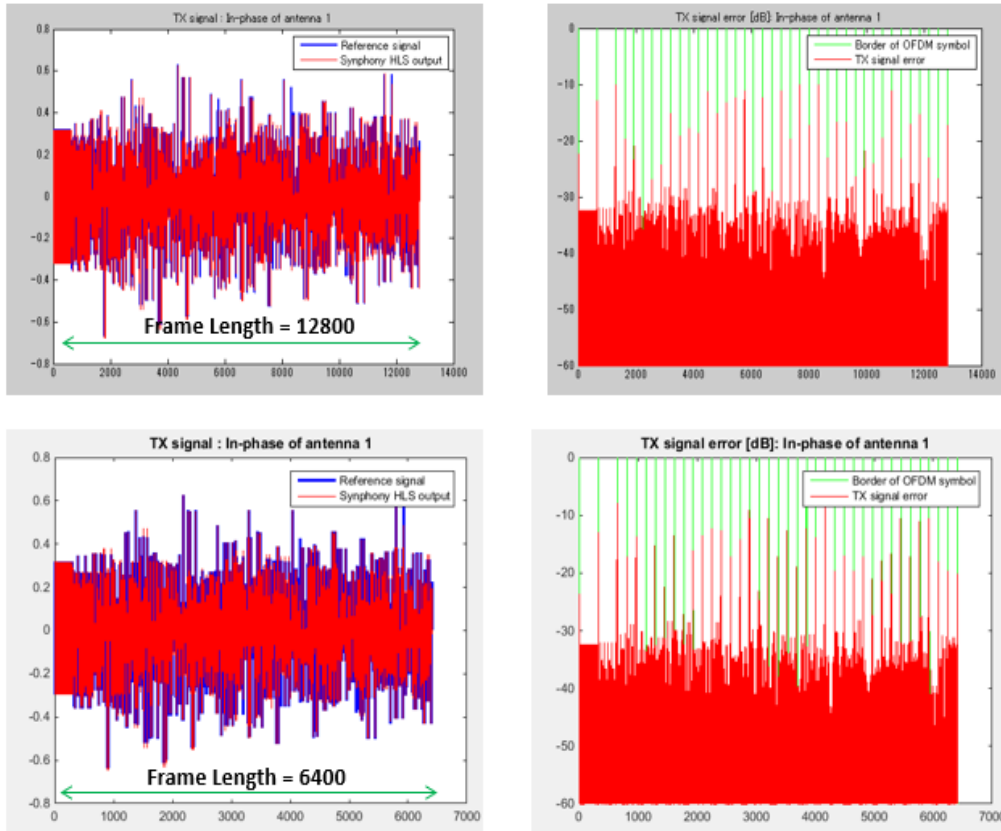 TX signal : In-phase of antenna 1
0.8
0.6
0.4
0.2
0
-0.2
-0.4
-0.6
-0.8
Reference signal
Synphony HLS output
Frame Length = 12800
0 2000 4000 6000 8000 10000 12000 14000
TX signal error [dB]: In-phase of antenna 1
0
-10
-20
-30
-40
-50
-60
Border of OFDM symbol
TX signal error
0 2000 4000 6000 8000 10000 12000 14000
TX signal : In-phase of antenna 1
0.8
0.6
0.4
0.2
0
-0.2
-0.4
-0.6
-0.8
Reference signal
Synphony HLS output
Frame Length = 6400
0 1000 2000 3000 4000 5000 6000 7000
TX signal error [dB]: In-phase of antenna 1
0
-10
-20
-30
-40
-50
-60
Border of OFDM symbol
TX signal error
0 1000 2000 3000 4000 5000 6000 7000